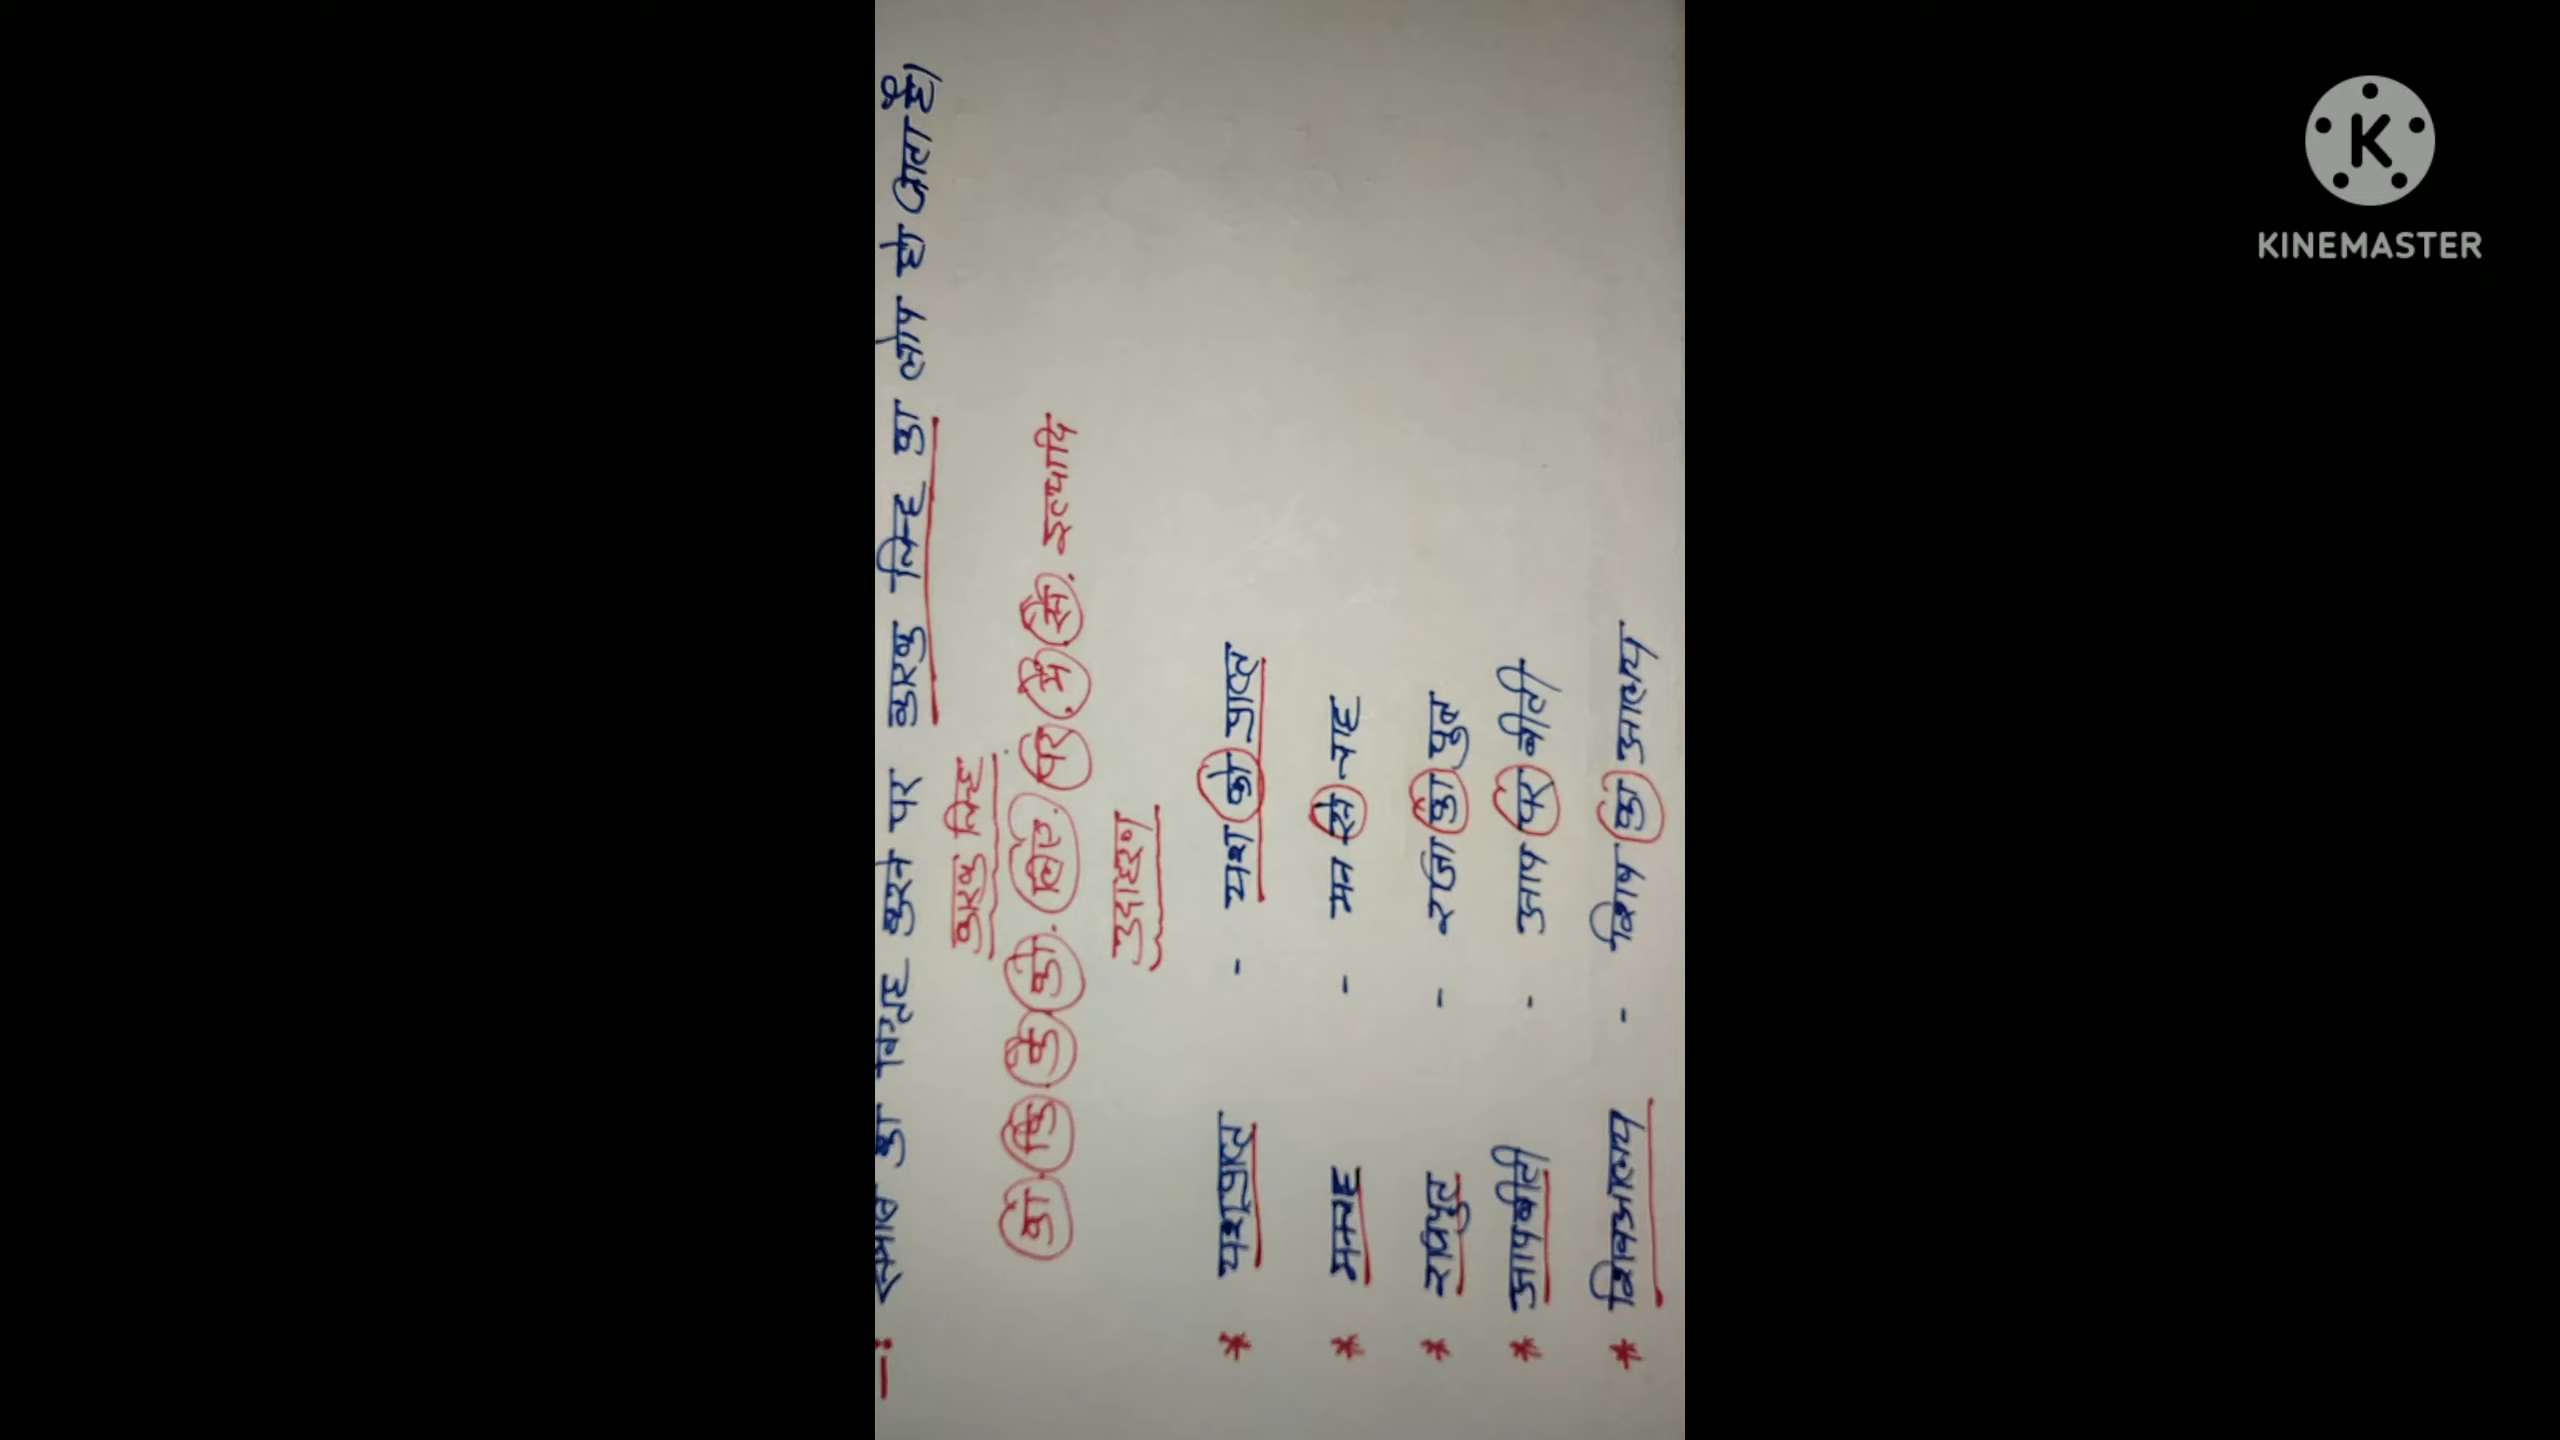 -: समास का विग्रह करने पर कारक चिन्ह का लोप हो जाता है।
कारक चिन्ह
का. कि. के. को. लिए. पर. में. से. इत्यादि
उदाहरण
* यशप्राप्त - यश को प्राप्त
* मनचाह - मन से चाह
* राजपुत्र - राजा का पुत्र
* आपबीती - आप पर बीती
* शिवआलय - शिव का आलय
K
KINEMASTER